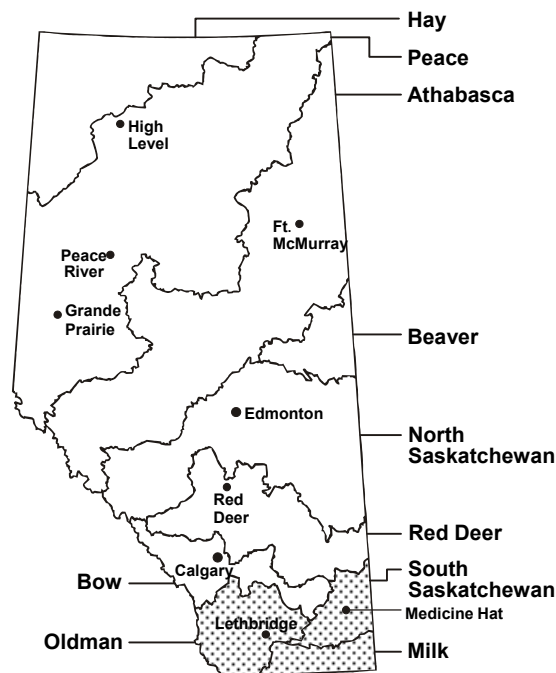 Hay
Peace
Athabasca
High
Level
Ft.
McMurray
Peace
River
Grande
Prairie
Beaver
Edmonton
North
Saskatchewan
Red
Deer
Red Deer
Calgary
South
Saskatchewan
Bow
Medicine Hat
Lethbridge
Oldman
Milk